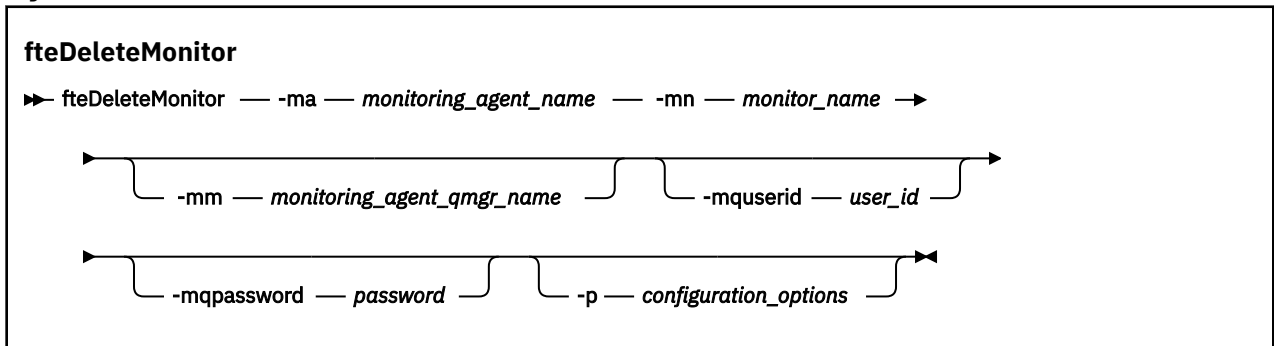 fteDeleteMonitor
fteDeleteMonitor -ma monitoring_agent_name -mn monitor_name
-mm monitoring_agent_qmgr_name -mquserid user_id
-mqpassword password -p configuration_options